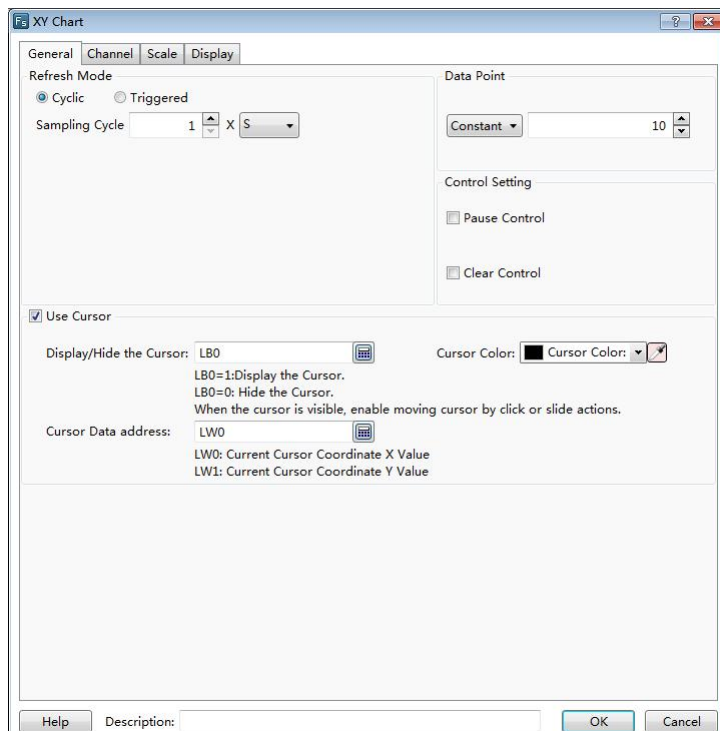 Fs XY Chart
General Channel Scale Display
Refresh Mode
Cyclic Triggered
Sampling Cycle 1 X S
Data Point
Constant 10
Control Setting
Pause Control
Clear Control
Use Cursor
Display/Hide the Cursor: LB0 Cursor Color: Cursor Color:
LB0=1:Display the Cursor.
LB0=0: Hide the Cursor.
When the cursor is visible, enable moving cursor by click or slide actions.
Cursor Data address: LW0
LW0: Current Cursor Coordinate X Value
LW1: Current Cursor Coordinate Y Value
Help Description: OK Cancel